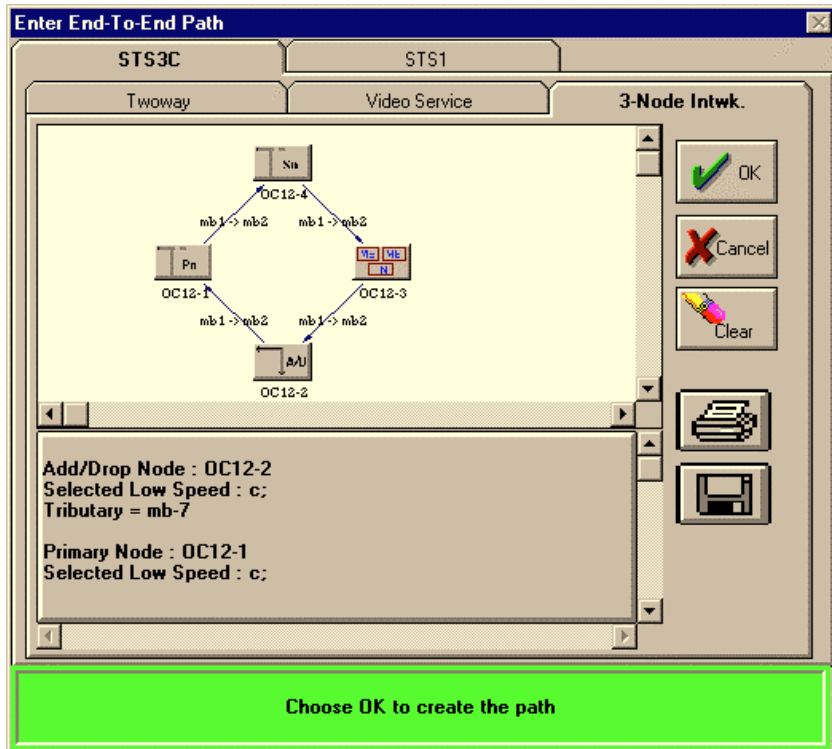 Enter End-To-End Path
STS3C
STS1
Twoway
Video Service
3-Node Intwk.
Sn
OC12-4
mb1->mb2
mb1->mb2
Pn
ME ME
N
OC12-1
OC12-3
mb1->mb2
mb1->mb2
A/U
OC12-2
OK
Cancel
Clear
Add/Drop Node : OC12-2
Selected Low Speed : c;
Tributary = mb-7
Primary Node : OC12-1
Selected Low Speed : c;
Choose OK to create the path